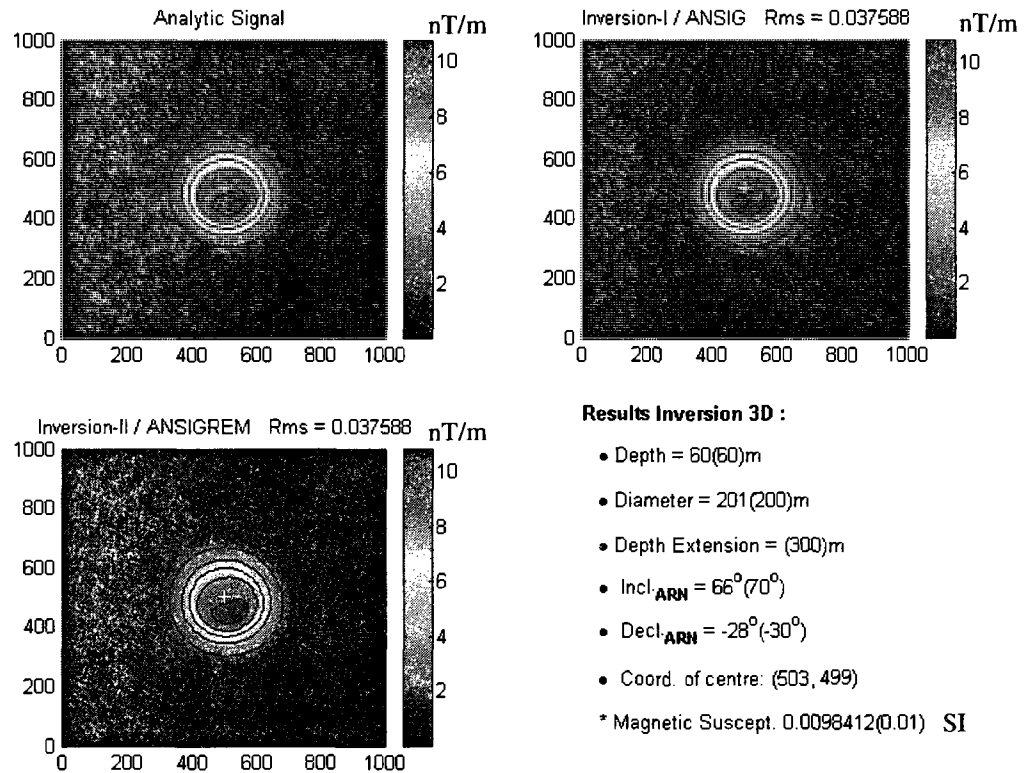 Analytic Signal
nT/m
1000
800
600
400
200
0
0 200 400 600 800 1000
10
8
6
4
2
Inversion-I / ANSIG Rms = 0.037588
nT/m
1000
800
600
400
200
0
0 200 400 600 800 1000
10
8
6
4
2
Inversion-II / ANSIGREM Rms = 0.037588
nT/m
1000
800
600
400
200
0
0 200 400 600 800 1000
10
8
6
4
2
Results Inversion 3D :
• Depth = 60(60)m
• Diameter = 201(200)m
• Depth Extension = (300)m
• Incl.ARN = 66°(70°)
• Decl.ARN = -28°(-30°)
• Coord. of centre: (503, 499)
* Magnetic Suscept. 0.0098412(0.01) SI